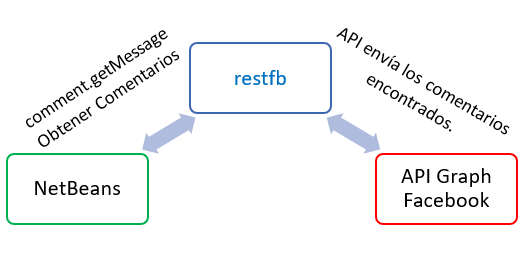 comment.getMessage
Obtener Comentarios
restfb
API envía los comentarios
encontrados.
NetBeans
API Graph
Facebook